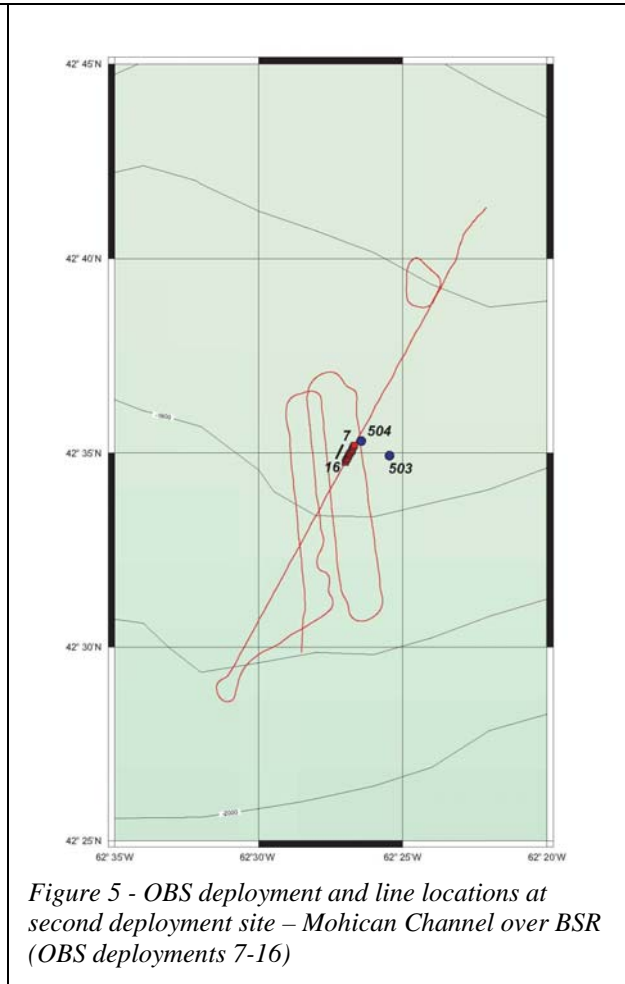 42° 45'N
42° 40'N
-1600
7 504
42° 35'N
16 503
42° 30'N
-2000
42° 25'N
62° 35'W 62° 30'W 62° 25'W 62° 20'W
Figure 5 - OBS deployment and line locations at
second deployment site – Mohican Channel over BSR
(OBS deployments 7-16)